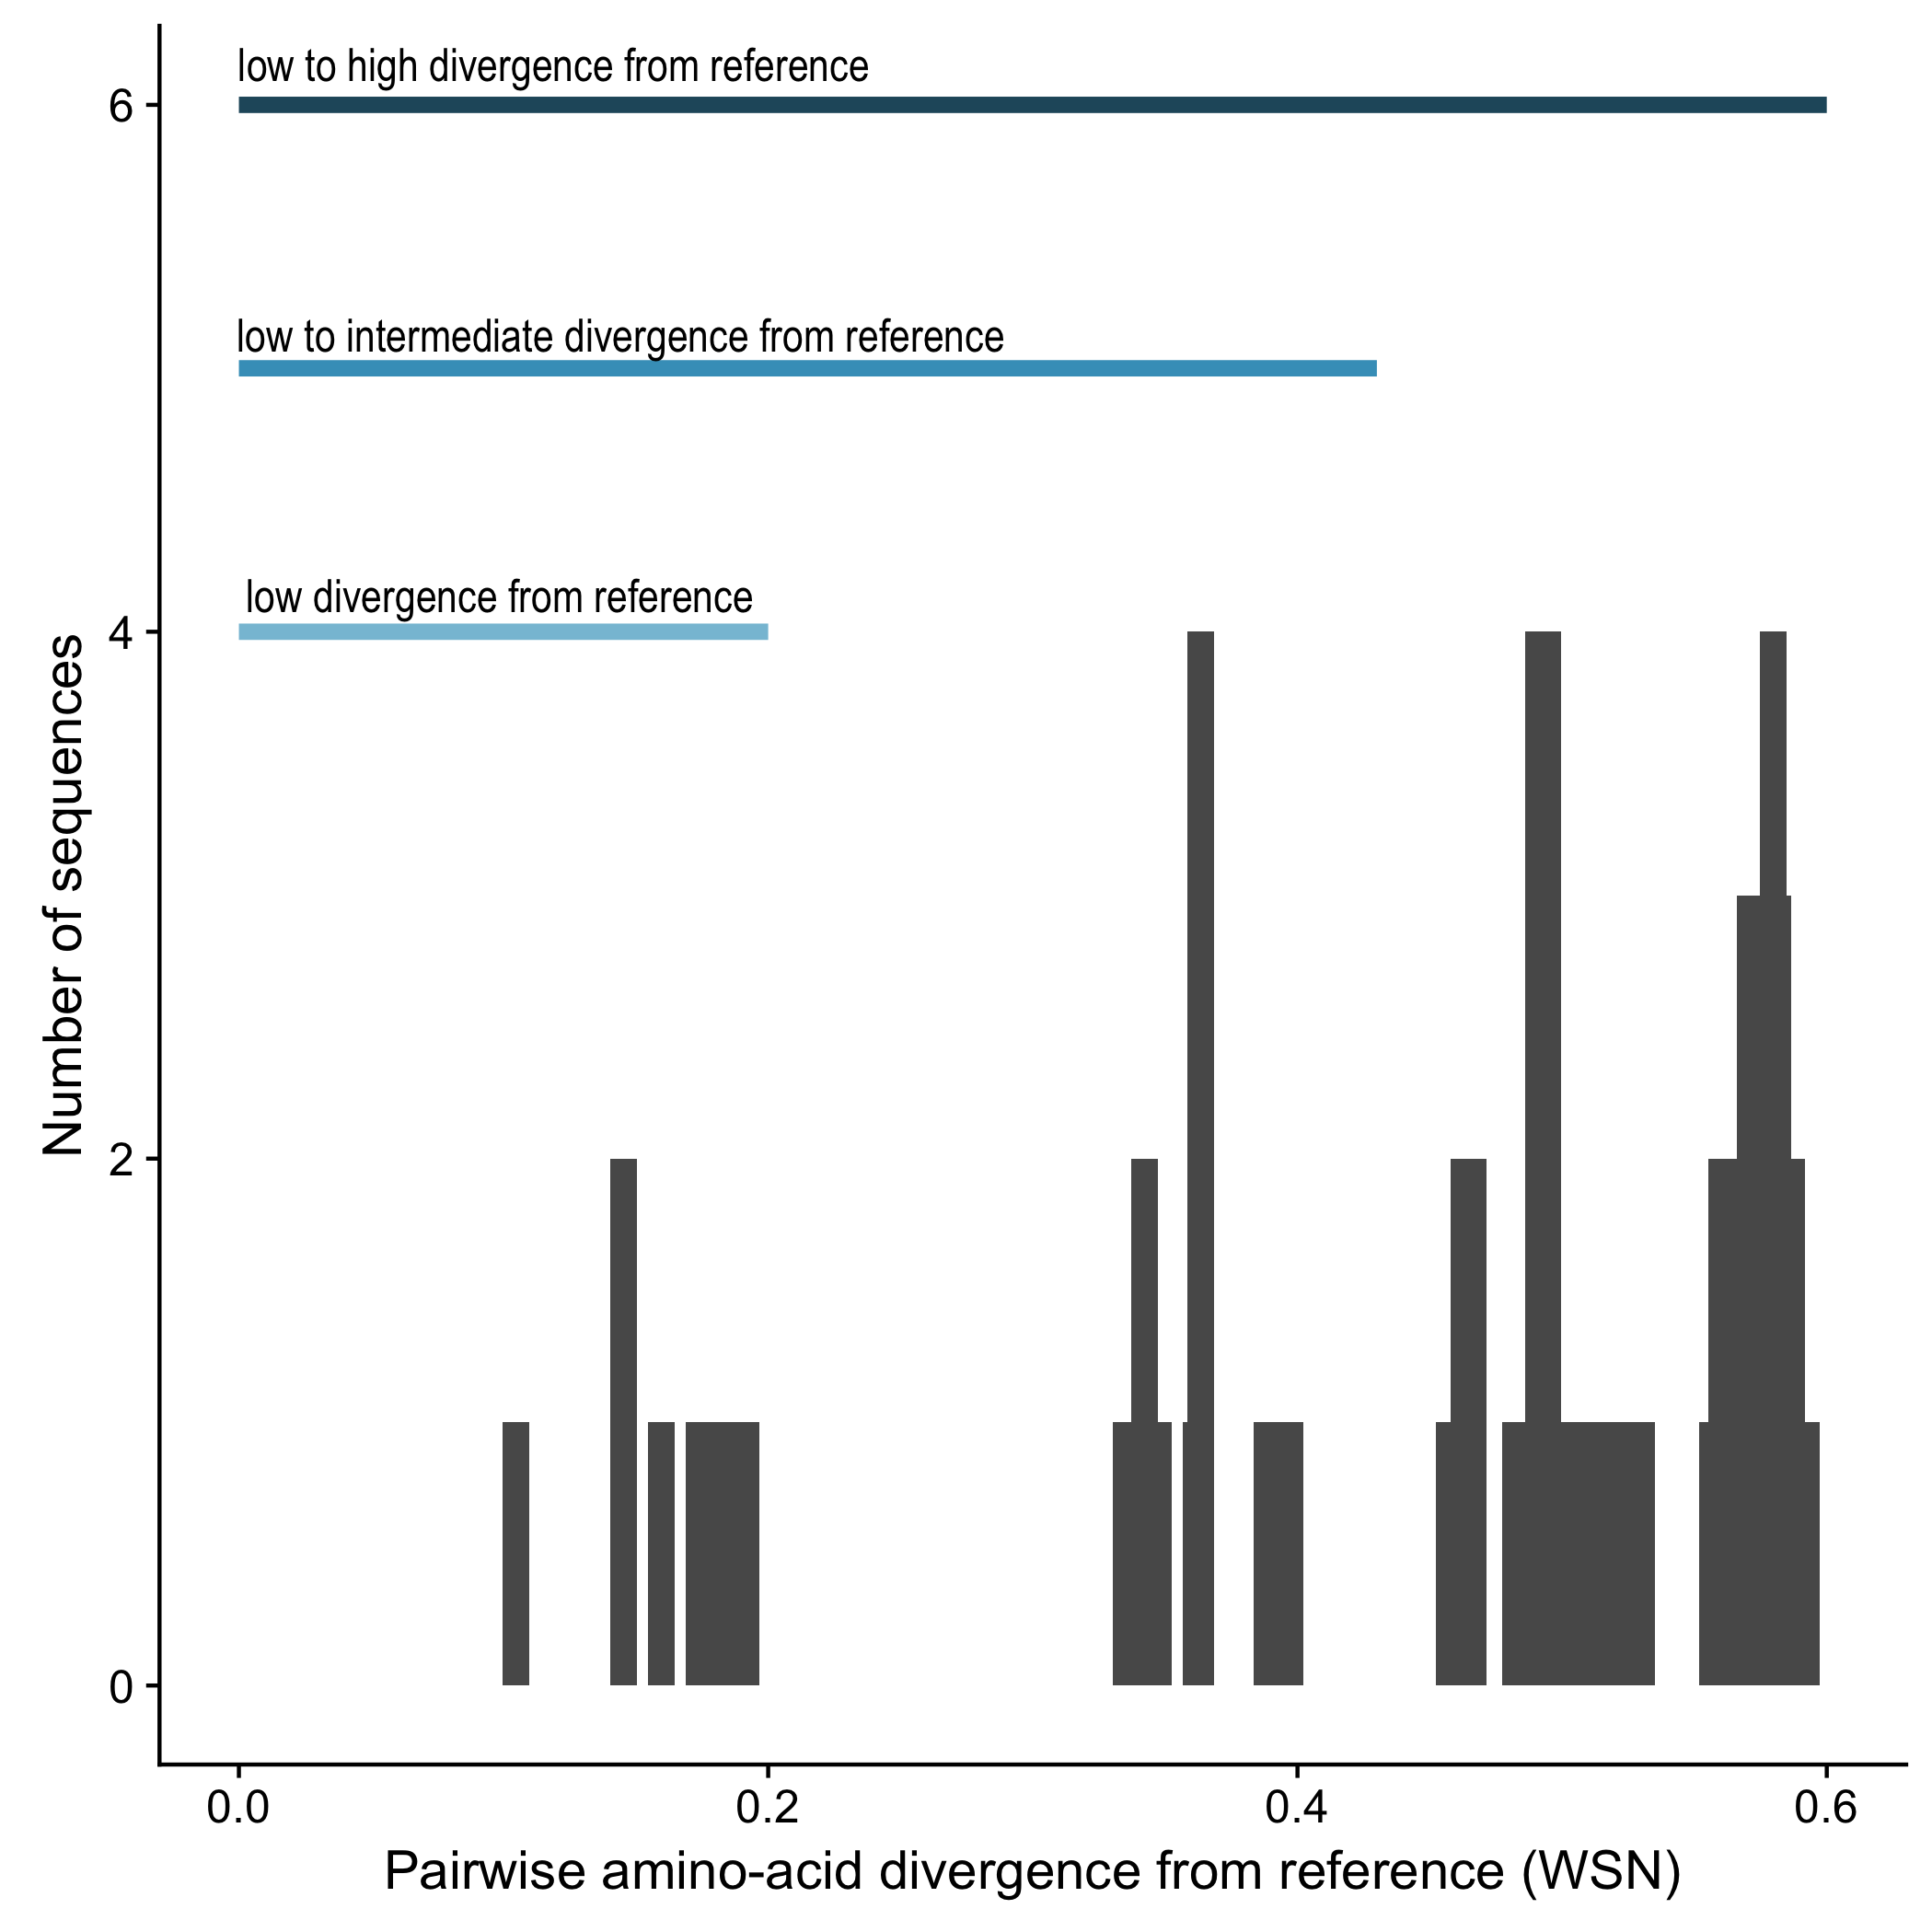 low to high divergence from reference
6
low to intermediate divergence from reference
low divergence from reference
4
Number of sequences
2
0
0.0 0.2 0.4 0.6
Pairwise amino-acid divergence from reference (WSN)